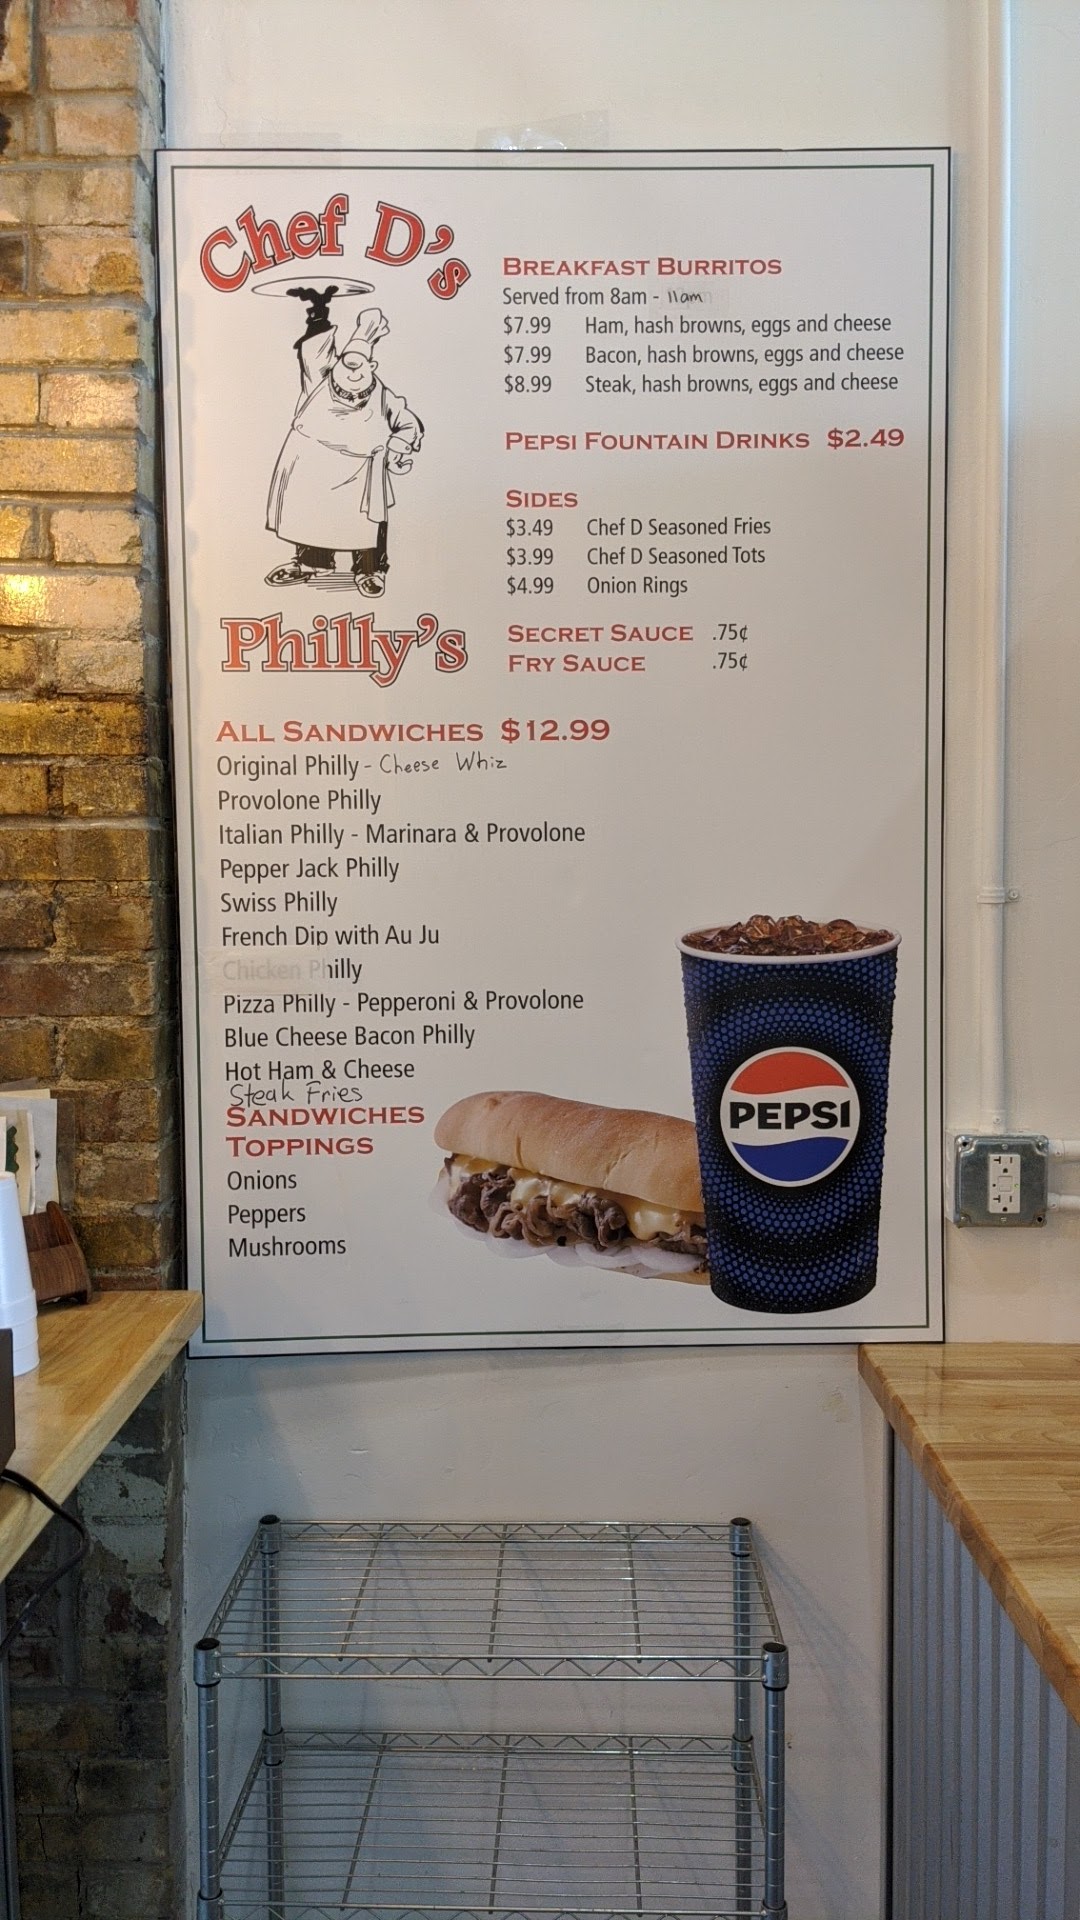 Chef D's
Philly's
BREAKFAST BURRITOS
Served from 8am - 11am
$7.99 Ham, hash browns, eggs and cheese
$7.99 Bacon, hash browns, eggs and cheese
$8.99 Steak, hash browns, eggs and cheese
PEPSI FOUNTAIN DRINKS $2.49
SIDES
$3.49 Chef D Seasoned Fries
$3.99 Chef D Seasoned Tots
$4.99 Onion Rings
SECRET SAUCE .75¢
FRY SAUCE .75¢
ALL SANDWICHES $12.99
Original Philly - Cheese Whiz
Provolone Philly
Italian Philly - Marinara & Provolone
Pepper Jack Philly
Swiss Philly
French Dip with Au Ju
Chicken Philly
Pizza Philly - Pepperoni & Provolone
Blue Cheese Bacon Philly
Hot Ham & Cheese
Steak Fries
SANDWICHES
TOPPINGS
Onions
Peppers
Mushrooms
PEPSI